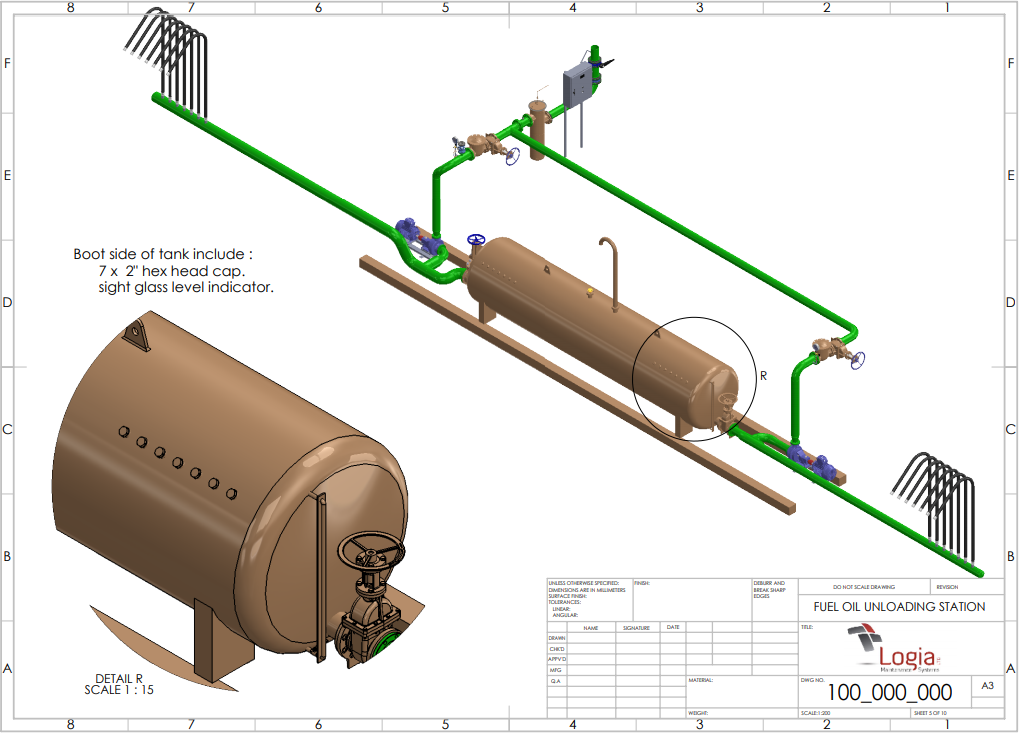 8 7 6 5 4 3 2 1
F F
E E
D D
C C
B B
A A
Boot side of tank include :
7 x 2" hex head cap.
sight glass level indicator.
R
DETAIL R
SCALE 1 : 15
UNLESS OTHERWISE SPECIFIED:
DIMENSIONS ARE IN MILLIMETERS
SURFACE FINISH:
TOLERANCES:
LINEAR:
ANGULAR:
FINISH:
DEBURR AND
BREAK SHARP
EDGES
DO NOT SCALE DRAWING
REVISION
FUEL OIL UNLOADING STATION
NAME SIGNATURE DATE
DRAWN
CHK'D
APPV'D
MFG
Q.A
TITLE:
Logia
Maintenance Systems
MATERIAL:
DWG NO.
100_000_000
A3
WEIGHT:
SCALE:1:200
SHEET 5 OF 10
8 7 6 5 4 3 2 1